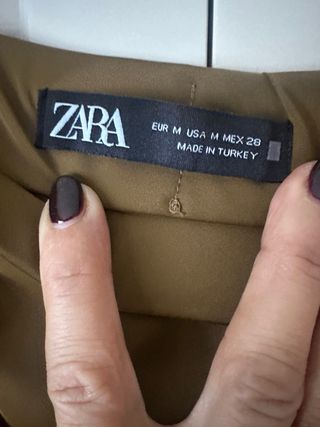 ZARA
EUR M USA M MEX 28
MADE IN TURKEY